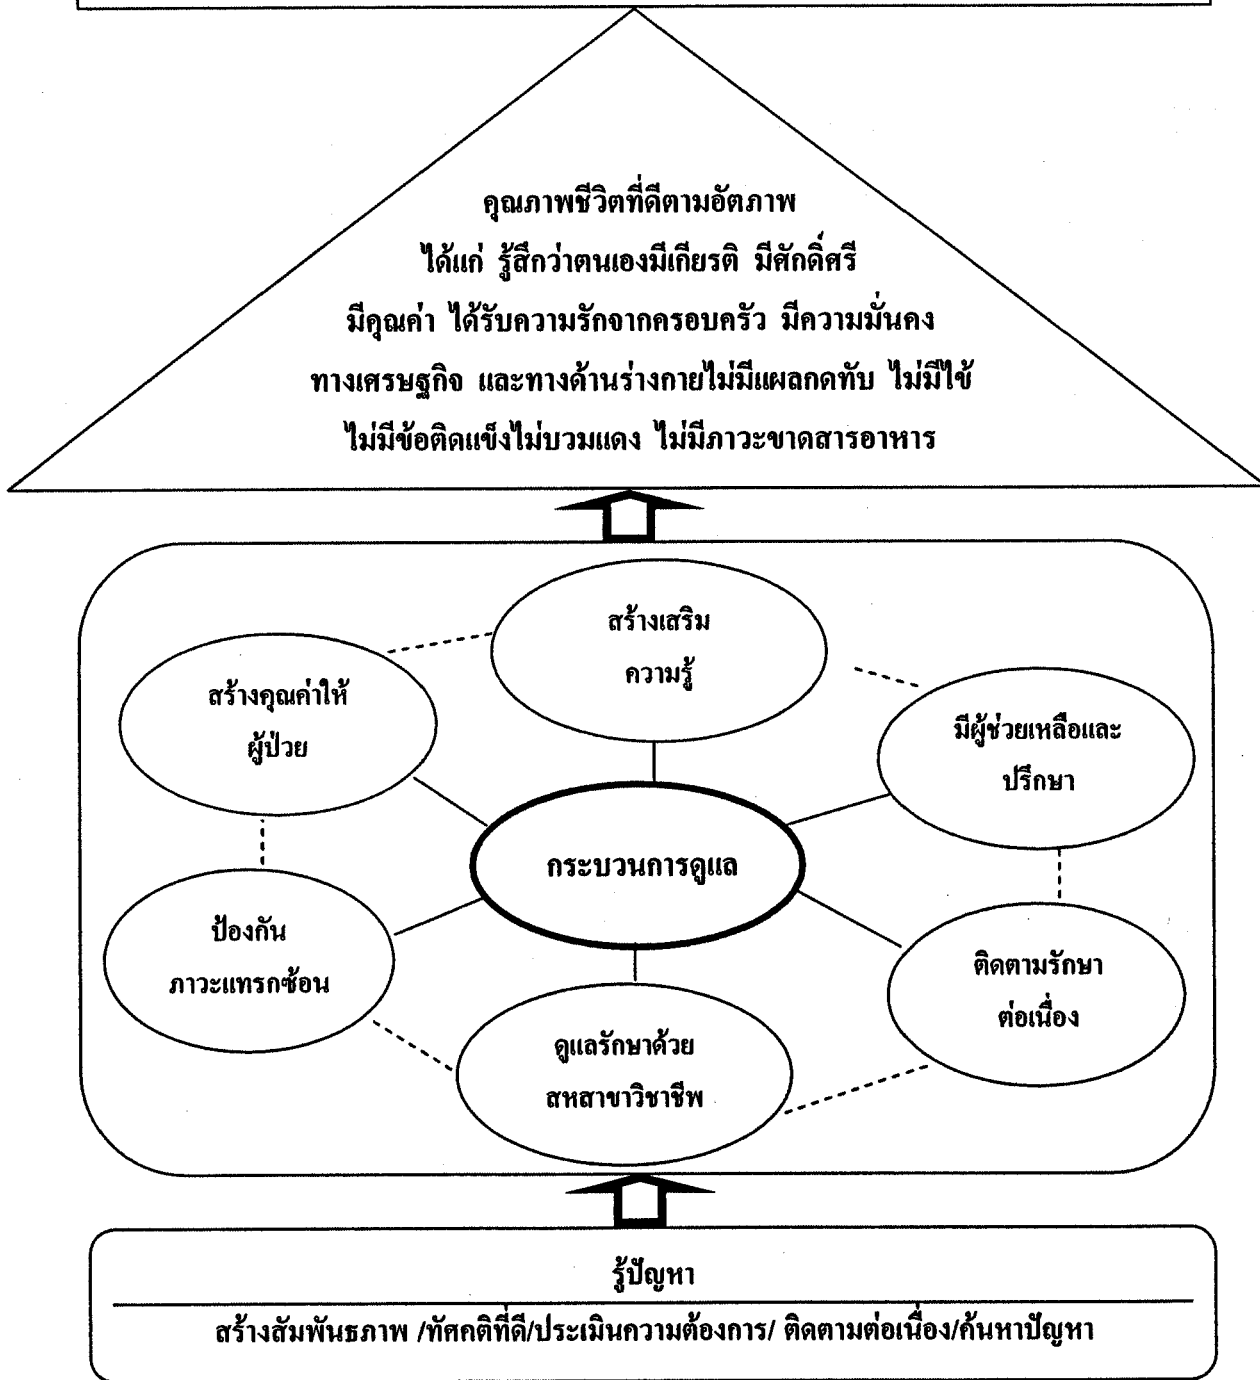 คุณภาพชีวิตที่ดีตามอัตภาพ
ได้แก่ รู้สึกว่าตนเองมีเกียรติ มีศักดิ์ศรี
มีคุณค่า ได้รับความรักจากครอบครัว มีความมั่นคง
ทางเศรษฐกิจ และทางด้านร่างกายไม่มีแผลกดทับ ไม่มีไข้
ไม่มีข้อติดแข็งไม่บวมแดง ไม่มีภาวะขาดสารอาหาร
สร้างเสริม
ความรู้
สร้างคุณค่าให้
ผู้ป่วย
มีผู้ช่วยเหลือและ
ปรึกษา
กระบวนการดูแล
ป้องกัน
ภาวะแทรกซ้อน
ติดตามรักษา
ต่อเนื่อง
ดูแลรักษาด้วย
สหสาขาวิชาชีพ
รู้ปัญหา
สร้างสัมพันธภาพ /ทัศคติที่ดี/ประเมินความต้องการ/ ติดตามต่อเนื่อง/ค้นหาปัญหา